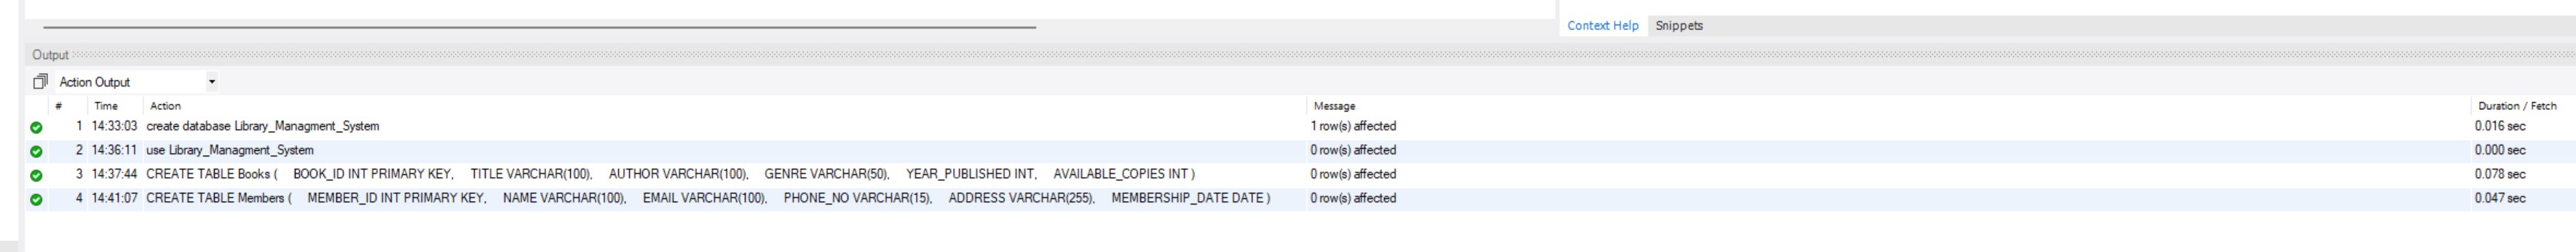 Context Help Snippets
Output
Action Output
# Time Action Message Duration / Fetch
1 14:33:03 create database Library_Managment_System 1 row(s) affected 0.016 sec
2 14:36:11 use Library_Managment_System 0 row(s) affected 0.000 sec
3 14:37:44 CREATE TABLE Books ( BOOK_ID INT PRIMARY KEY, TITLE VARCHAR(100), AUTHOR VARCHAR(100), GENRE VARCHAR(50), YEAR_PUBLISHED INT, AVAILABLE_COPIES INT ) 0 row(s) affected 0.078 sec
4 14:41:07 CREATE TABLE Members ( MEMBER_ID INT PRIMARY KEY, NAME VARCHAR(100), EMAIL VARCHAR(100), PHONE_NO VARCHAR(15), ADDRESS VARCHAR(255), MEMBERSHIP_DATE DATE ) 0 row(s) affected 0.047 sec